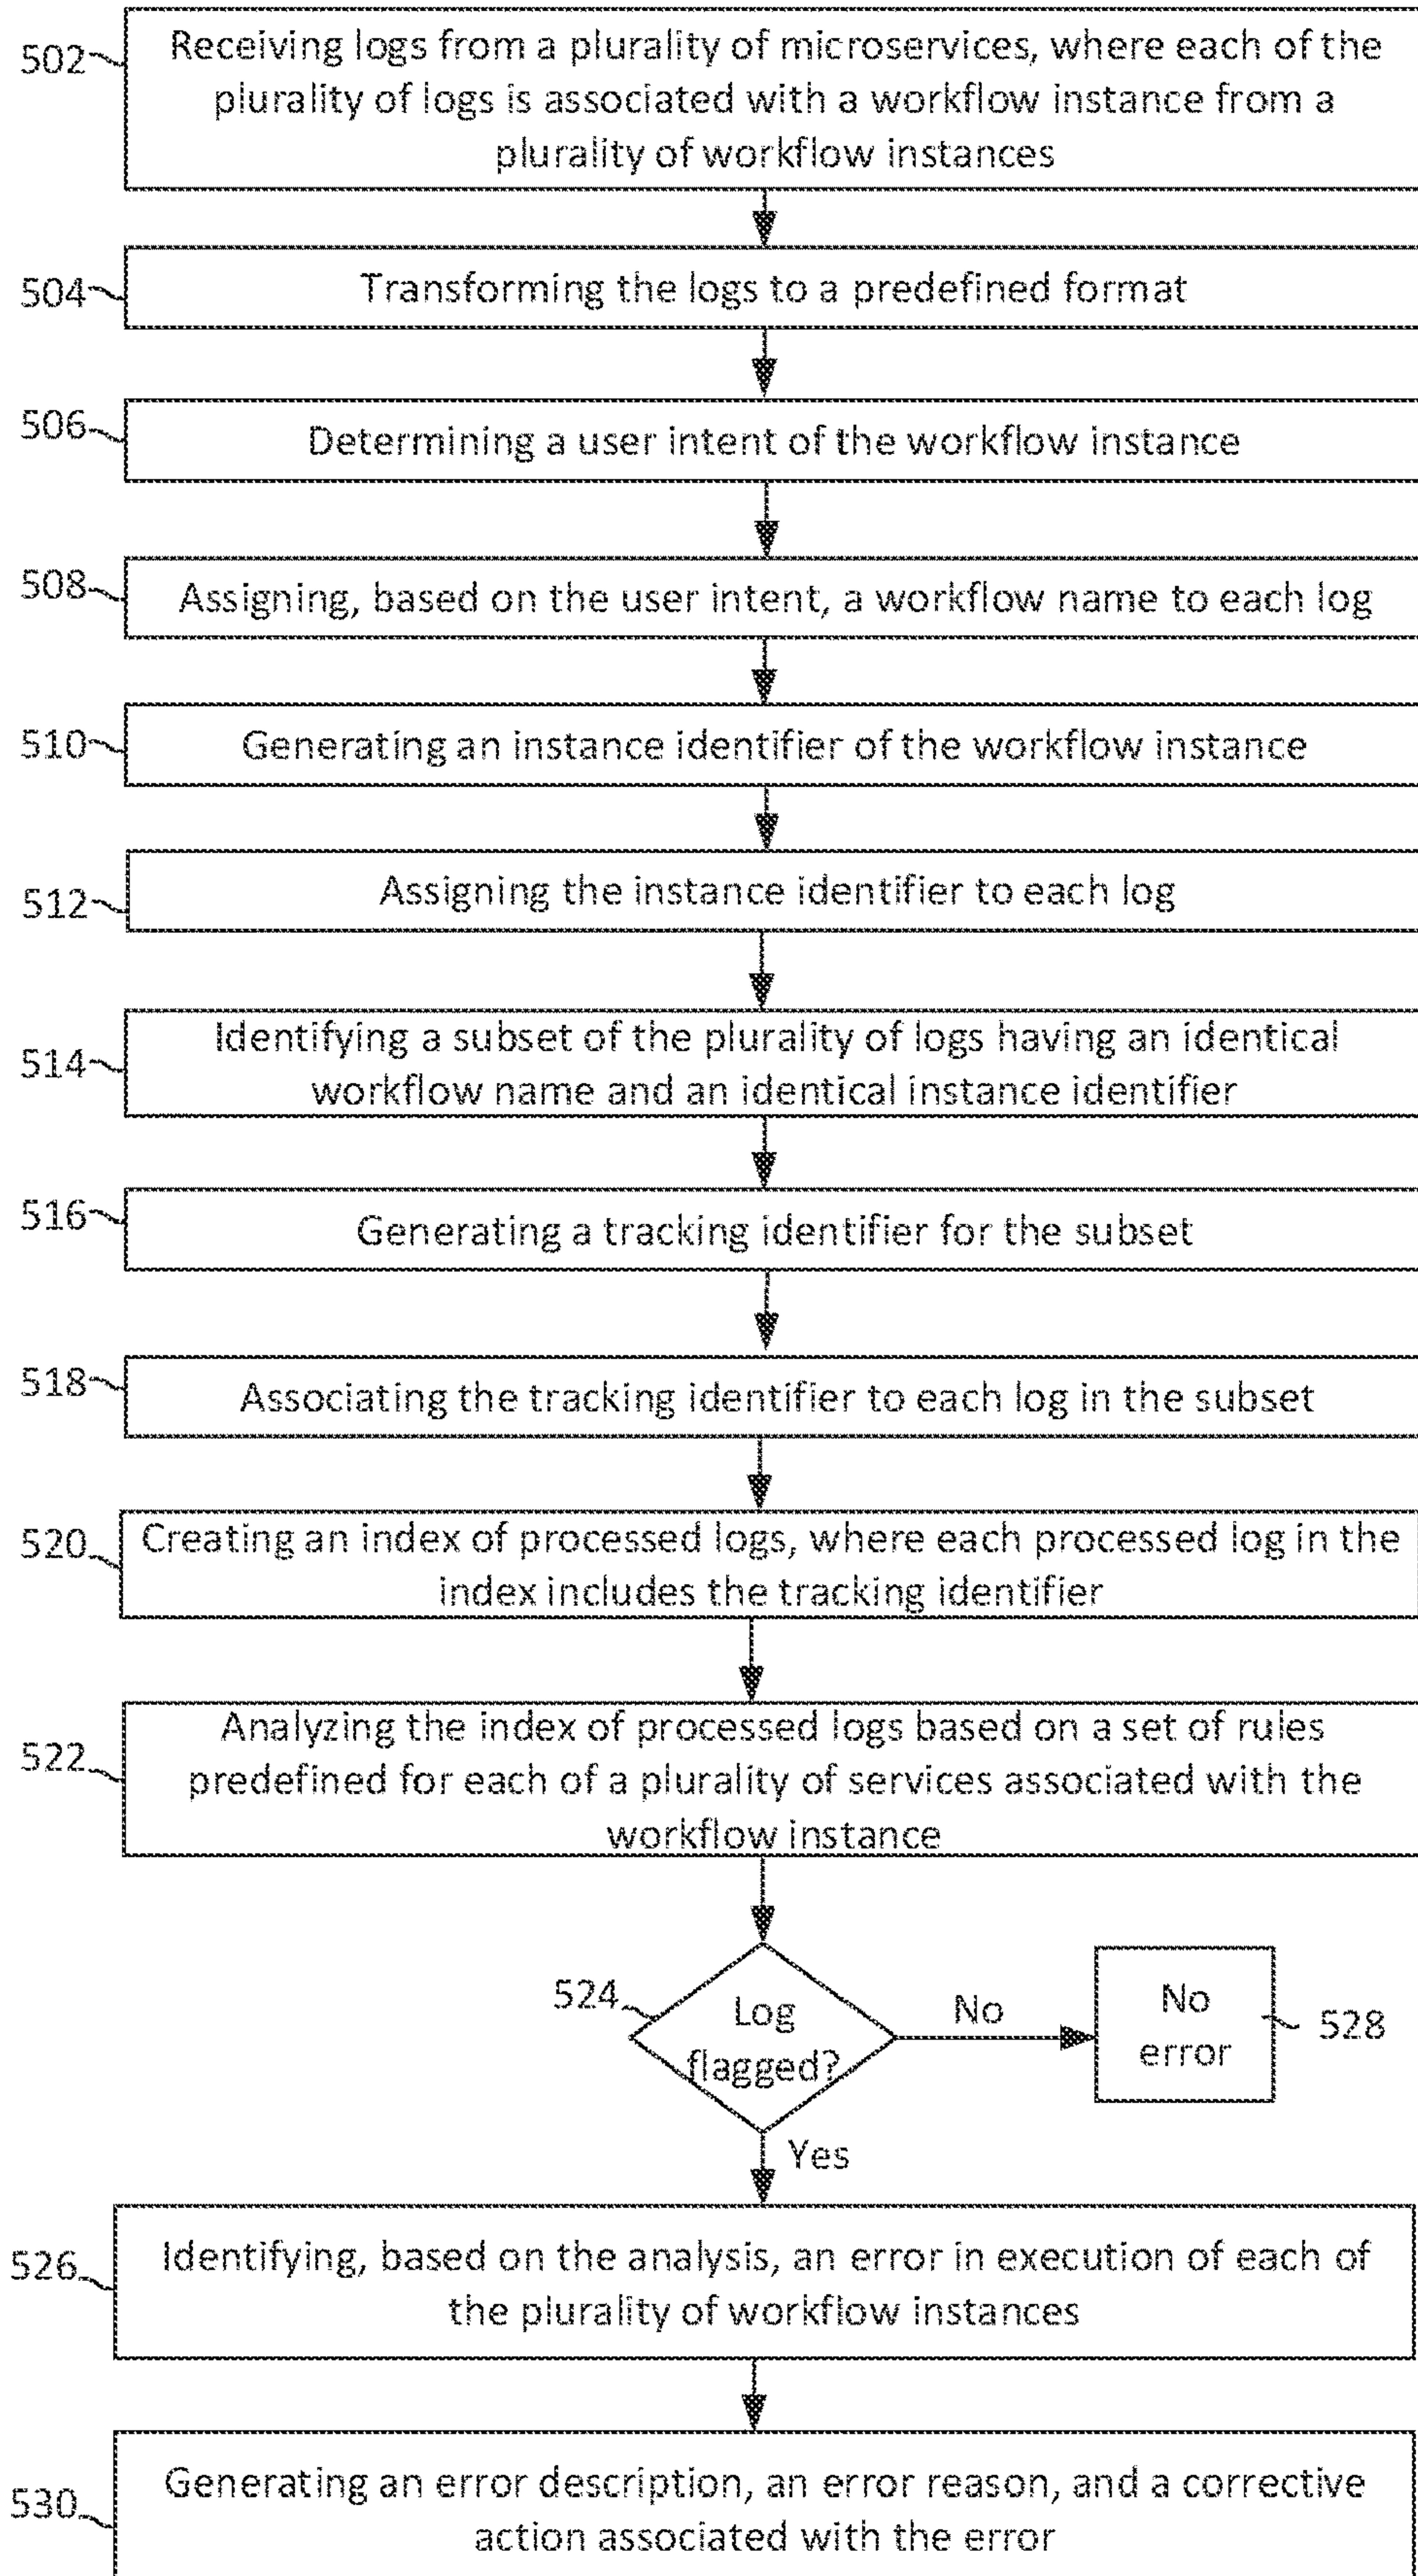 502
Receiving logs from a plurality of microservices, where each of the
plurality of logs is associated with a workflow instance from a
plurality of workflow instances
504
Transforming the logs to a predefined format
506
Determining a user intent of the workflow instance
508
Assigning, based on the user intent, a workflow name to each log
510
Generating an instance identifier of the workflow instance
512
Assigning the instance identifier to each log
514
Identifying a subset of the plurality of logs having an identical
workflow name and an identical instance identifier
516
Generating a tracking identifier for the subset
518
Associating the tracking identifier to each log in the subset
520
Creating an index of processed logs, where each processed log in the
index includes the tracking identifier
522
Analyzing the index of processed logs based on a set of rules
predefined for each of a plurality of services associated with the
workflow instance
524
Log
flagged?
No
No
error
528
Yes
526
Identifying, based on the analysis, an error in execution of each of
the plurality of workflow instances
530
Generating an error description, an error reason, and a corrective
action associated with the error